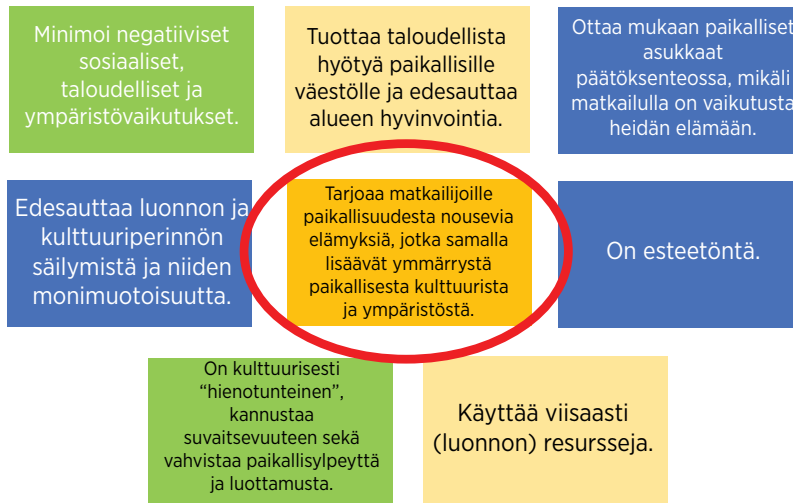 Minimoi negatiiviset
sosiaaliset,
taloudelliset ja
ympäristövaikutukset.
Tuottaa taloudellista
hyötyä paikallisille
väestölle ja edesauttaa
alueen hyvinvointia.
Ottaa mukaan paikalliset
asukkaat
päätöksenteossa, mikäli
matkailulla on vaikutusta
heidän elämään.
Edesauttaa luonnon ja
kulttuuriperinnön
säilymistä ja niiden
monimuotoisuutta.
Tarjoaa matkailijoille
paikallisuudesta nousevia
elämyksiä, jotka samalla
lisäävät ymmärrystä
paikallisesta kulttuurista
ja ympäristöstä.
On esteetöntä.
On kulttuurisesti
“hienotunteinen”,
kannustaa
suvaitsevuuteen sekä
vahvistaa paikallisylpeyttä
ja luottamusta.
Käyttää viisaasti
(luonnon) resursseja.